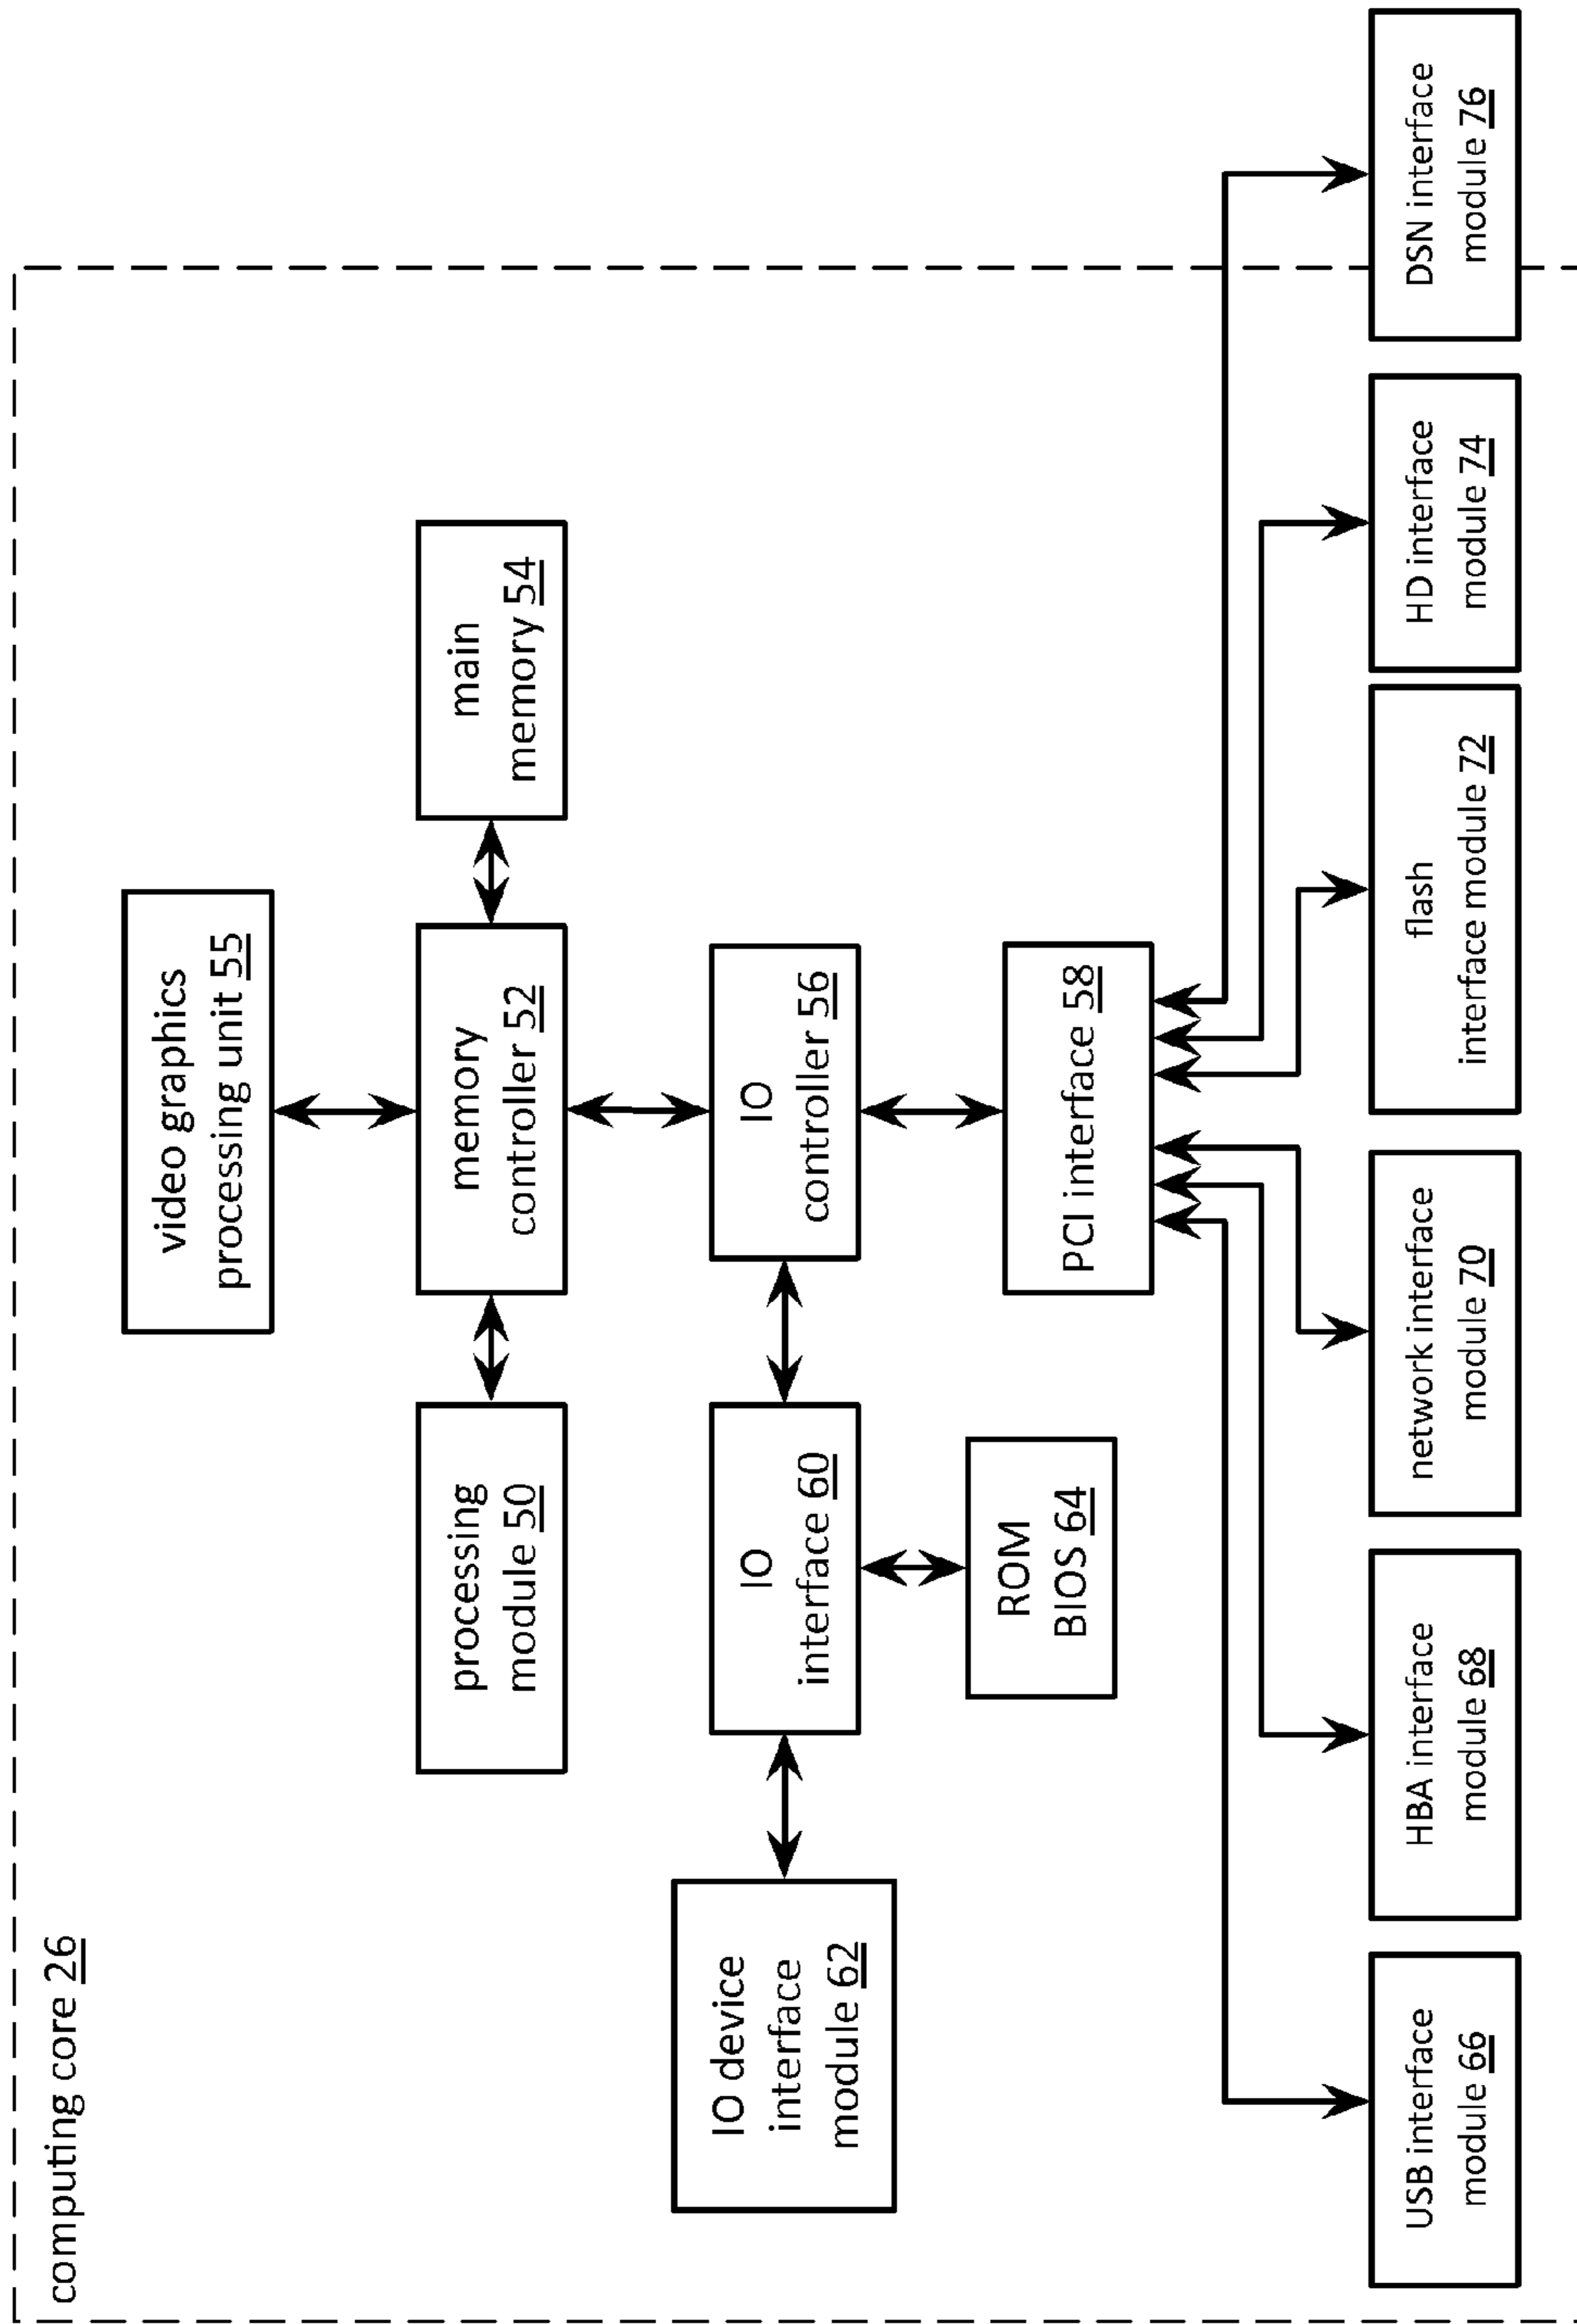 computing core 26
video graphics
processing unit 55
processing
module 50
memory
controller 52
main
memory 54
IO device
interface
module 62
IO
interface 60
IO
controller 56
ROM
BIOS 64
PCI interface 58
USB interface
module 66
HBA interface
module 68
network interface
module 70
flash
interface module 72
HD interface
module 74
DSN interface
module 76